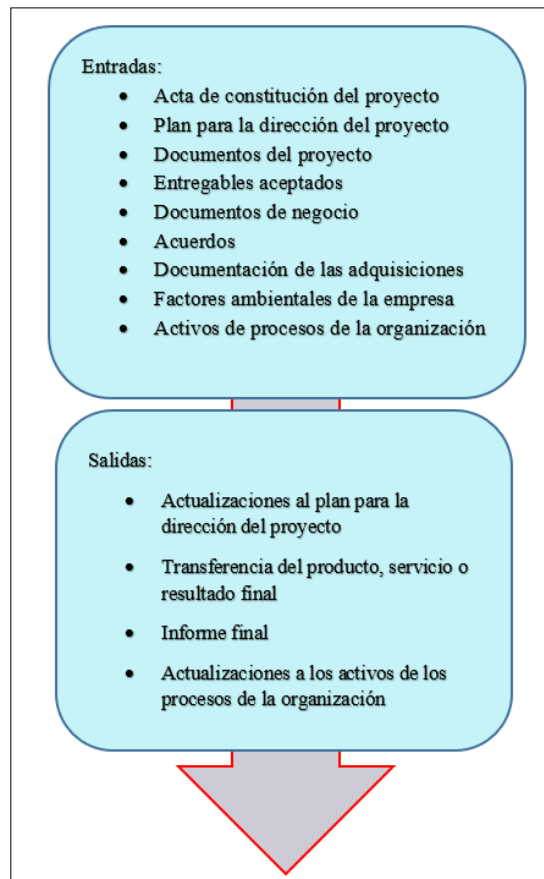 Entradas:
• Acta de constitución del proyecto
• Plan para la dirección del proyecto
• Documentos del proyecto
• Entregables aceptados
• Documentos de negocio
• Acuerdos
• Documentación de las adquisiciones
• Factores ambientales de la empresa
• Activos de procesos de la organización
Salidas:
• Actualizaciones al plan para la
dirección del proyecto
• Transferencia del producto, servicio o
resultado final
• Informe final
• Actualizaciones a los activos de los
procesos de la organización